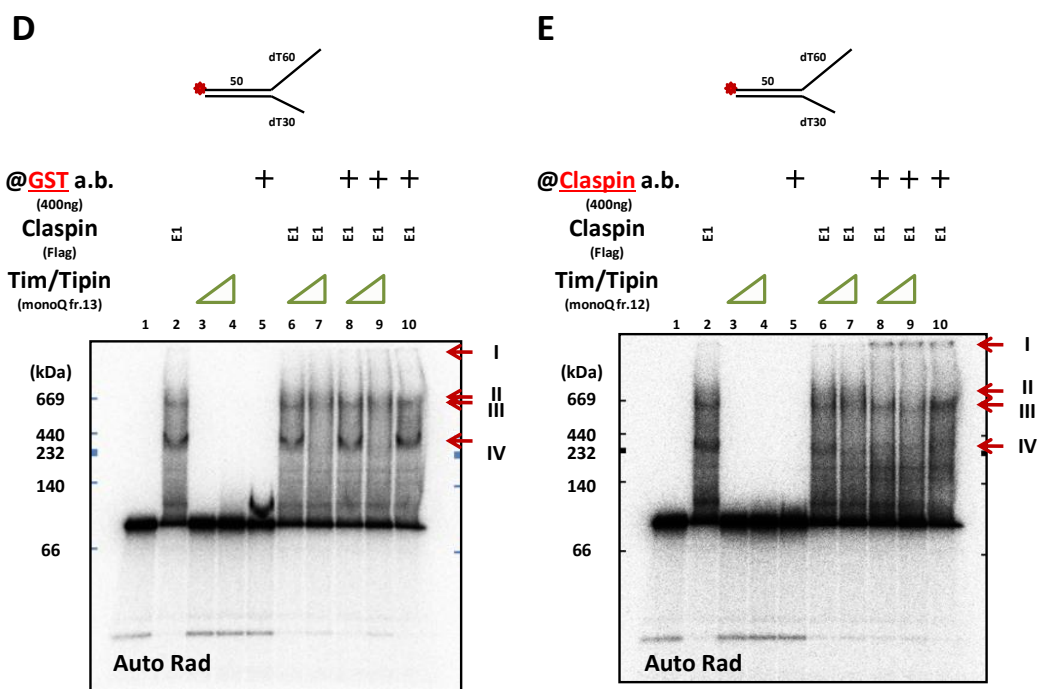 D
dT60
50
dT30
@GST a.b. + + + +
(400ng)
Claspin E1 E1 E1 E1 E1 E1
(Flag)
Tim/Tipin
(monoQ fr.13)
1 2 3 4 5 6 7 8 9 10
(kDa)
669
440
232
140
66
I
II
III
IV
Auto Rad
E
dT60
50
dT30
@Claspin a.b. + + + +
(400ng)
Claspin E1 E1 E1 E1 E1 E1
(Flag)
Tim/Tipin
(monoQ fr.12)
1 2 3 4 5 6 7 8 9 10
(kDa)
669
440
232
140
66
I
II
III
IV
Auto Rad